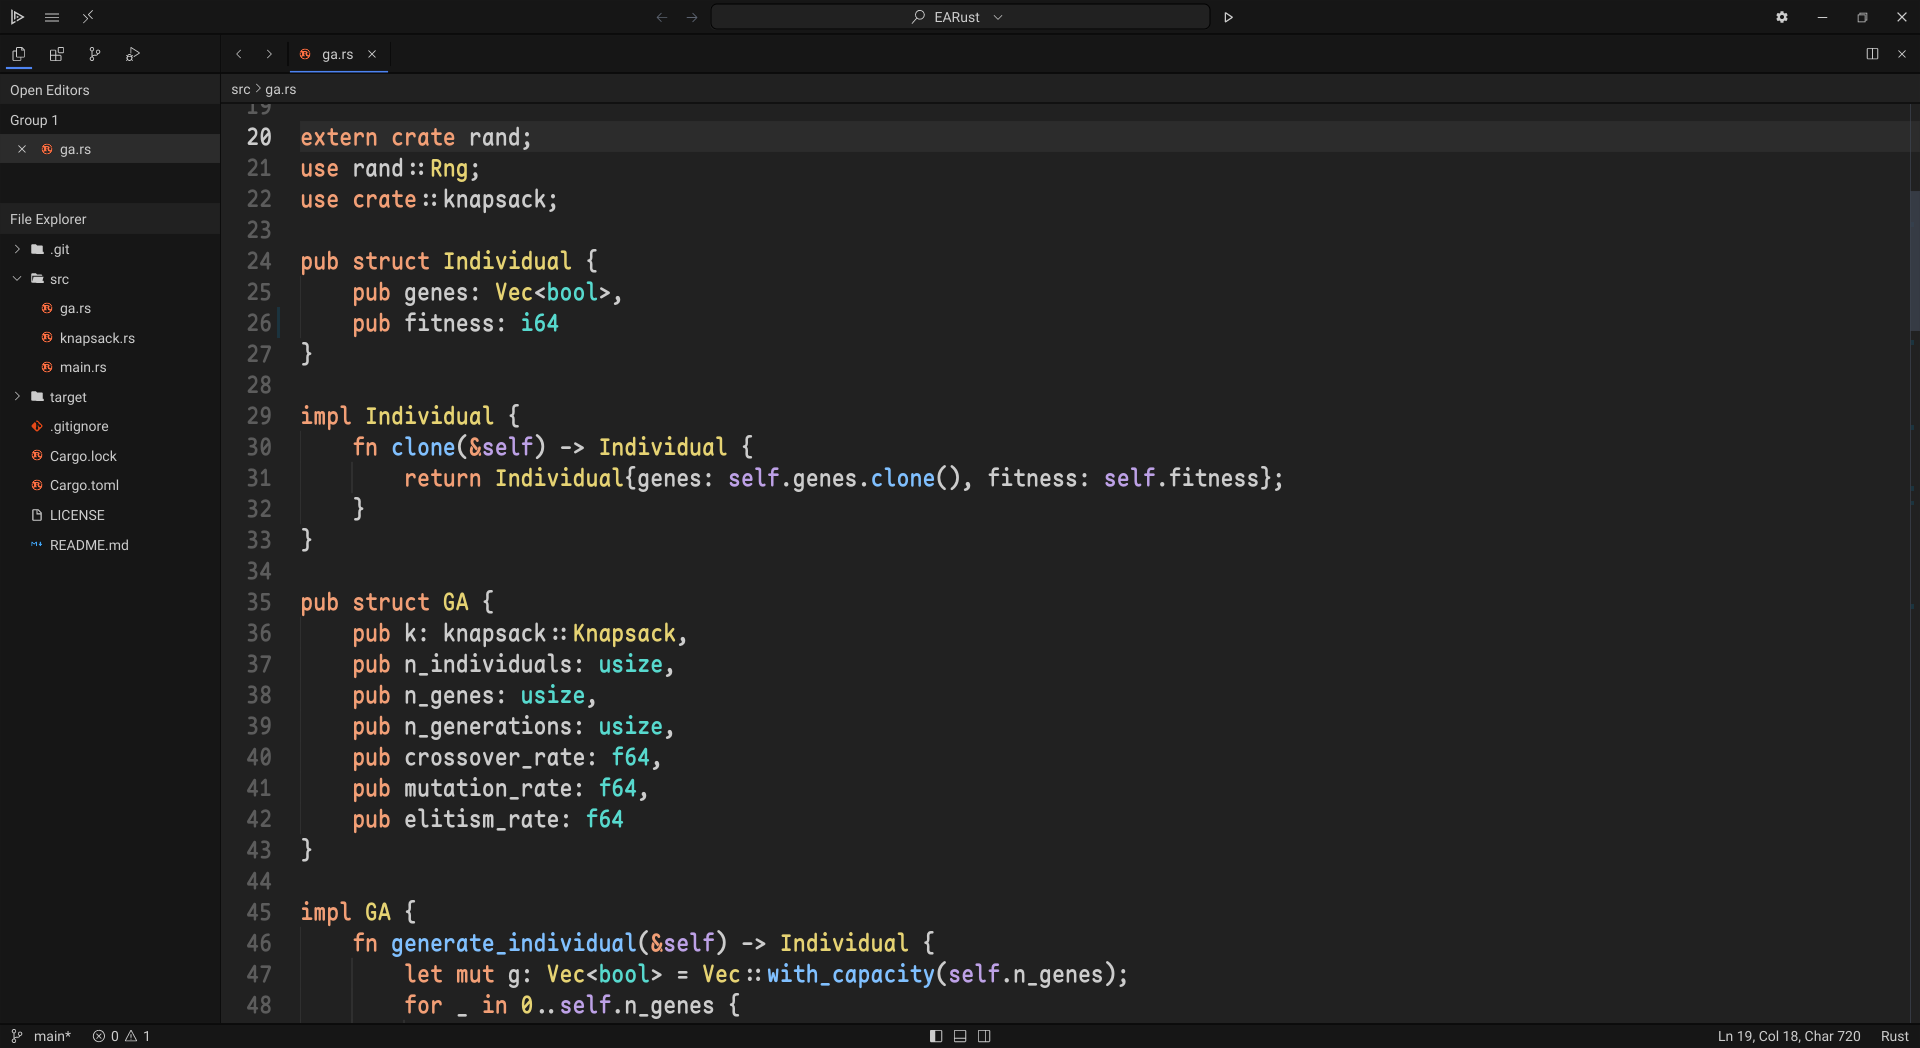 EARust
ga.rs
Open Editors
src > ga.rs
Group 1
ga.rs
File Explorer
.git
src
ga.rs
knapsack.rs
main.rs
target
.gitignore
Cargo.lock
Cargo.toml
LICENSE
README.md
19
20 extern crate rand;
21 use rand::Rng;
22 use crate::knapsack;
23
24 pub struct Individual {
25     pub genes: Vec<bool>,
26     pub fitness: i64
27 }
28
29 impl Individual {
30     fn clone(&self) -> Individual {
31         return Individual{genes: self.genes.clone(), fitness: self.fitness};
32     }
33 }
34
35 pub struct GA {
36     pub k: knapsack::Knapsack,
37     pub n_individuals: usize,
38     pub n_genes: usize,
39     pub n_generations: usize,
40     pub crossover_rate: f64,
41     pub mutation_rate: f64,
42     pub elitism_rate: f64
43 }
44
45 impl GA {
46     fn generate_individual(&self) -> Individual {
47         let mut g: Vec<bool> = Vec::with_capacity(self.n_genes);
48         for _ in 0..self.n_genes {
main* 0 1
Ln 19, Col 18, Char 720 Rust